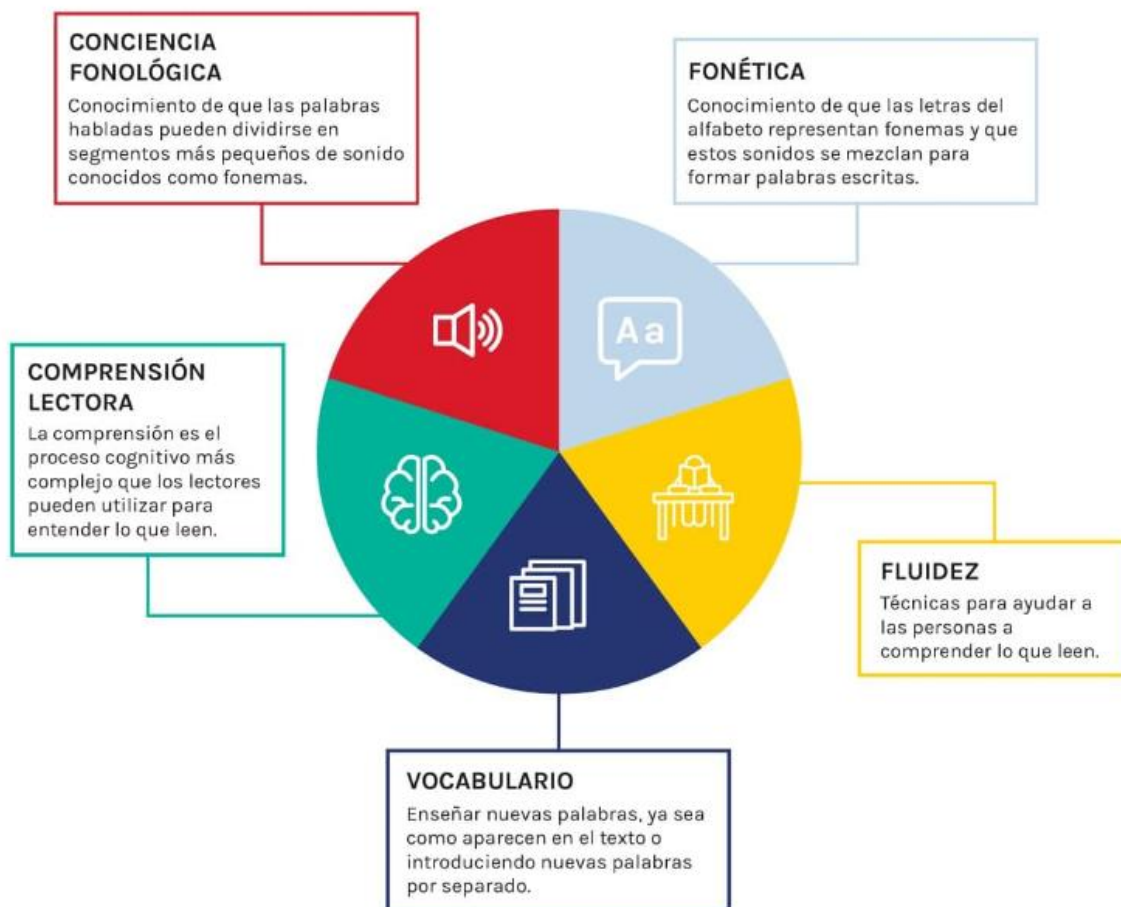 CONCIENCIA
FONOLÓGICA
Conocimiento de que las palabras
habladas pueden dividirse en
segmentos más pequeños de sonido
conocidos como fonemas.
FONÉTICA
Conocimiento de que las letras del
alfabeto representan fonemas y que
estos sonidos se mezclan para
formar palabras escritas.
Aa
COMPRENSIÓN
LECTORA
La comprensión es el
proceso cognitivo más
complejo que los lectores
pueden utilizar para
entender lo que leen.
FLUIDEZ
Técnicas para ayudar a
las personas a
comprender lo que leen.
VOCABULARIO
Enseñar nuevas palabras, ya sea
como aparecen en el texto o
introduciendo nuevas palabras
por separado.